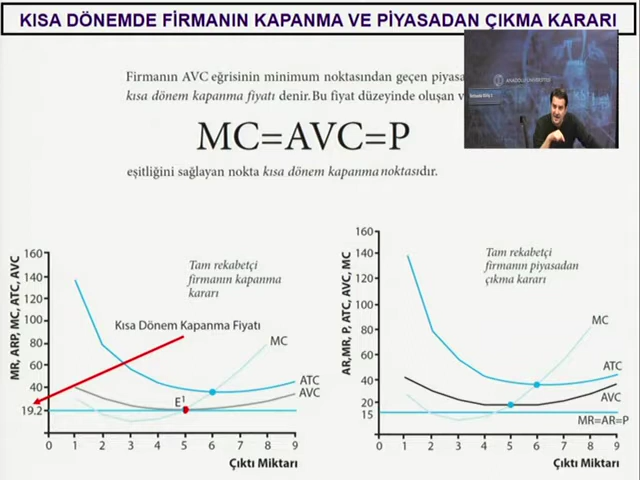 KISA DÖNEMDE FİRMANIN KAPANMA VE PİYASADAN ÇIKMA KARARI
Firmanın AVC eğrisinin minimum noktasından geçen
kısa dönem kapanma fiyatı denir. Bu fiyat düzeyinde oluşan
MC=AVC=P
eşitliğini sağlayan nokta kısa dönem kapanma noktasıdır.
MR, ARP, MC, ATC, AVC
160
140
120
100
80
60
40
19.2
0 1 2 3 4 5 6 7 8 9
Tam rekabetçi
firmanın kapanma
kararı
Kısa Dönem Kapanma Fiyatı
MC
ATC
AVC
E¹
Çıktı Miktarı
AR,MR, P, ATC, AVC, MC
160
140
120
100
80
60
40
20
15
0 1 2 3 4 5 6 7 8 9
Tam rekabetçi
firmanın piyasadan
çıkma kararı
MC
ATC
AVC
MR=AR=P
Çıktı Miktarı